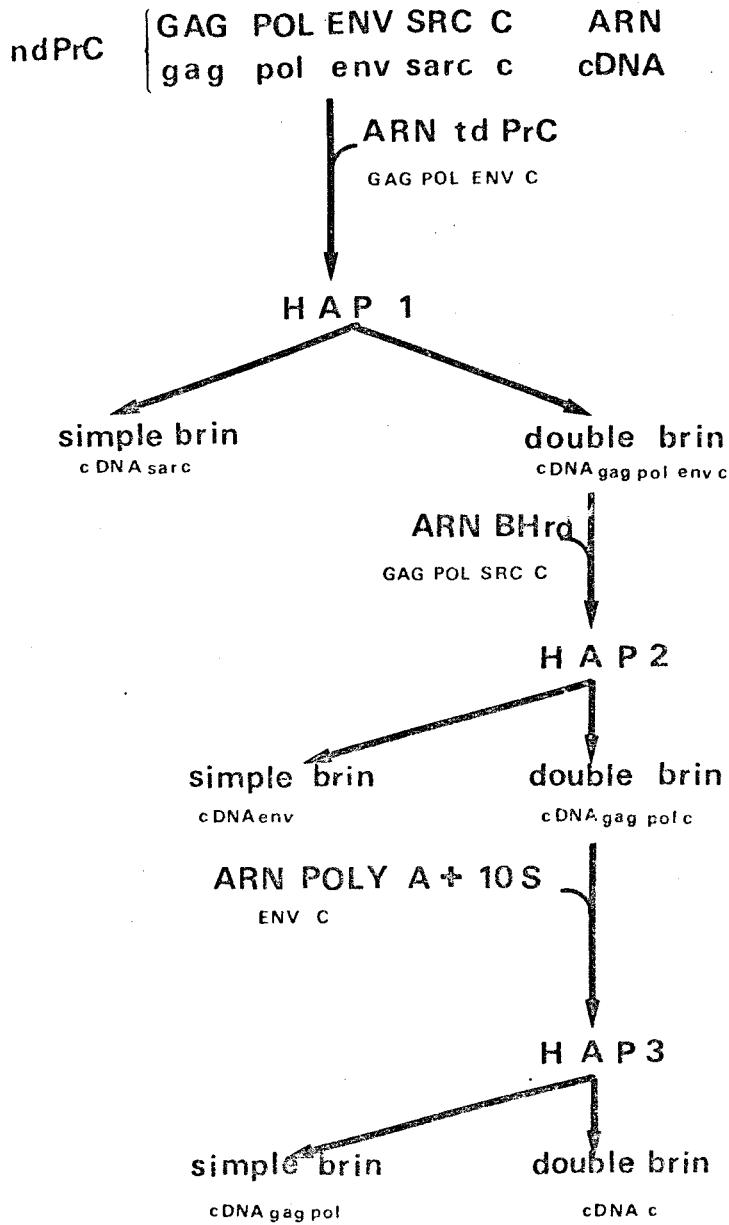 ndPrC
GAG POL ENV SRC C ARN
gag pol env sarc c cDNA
ARN td PrC
GAG POL ENV C
HAP 1
simple brin double brin
cDNA sarc cDNA gag pol env c
ARN BHrd
GAG POL SRC C
HAP2
simple brin double brin
cDNA env cDNA gag pol c
ARN POLY A+ 10S
ENV C
HAP3
simple brin double brin
cDNA gag pol cDNA c